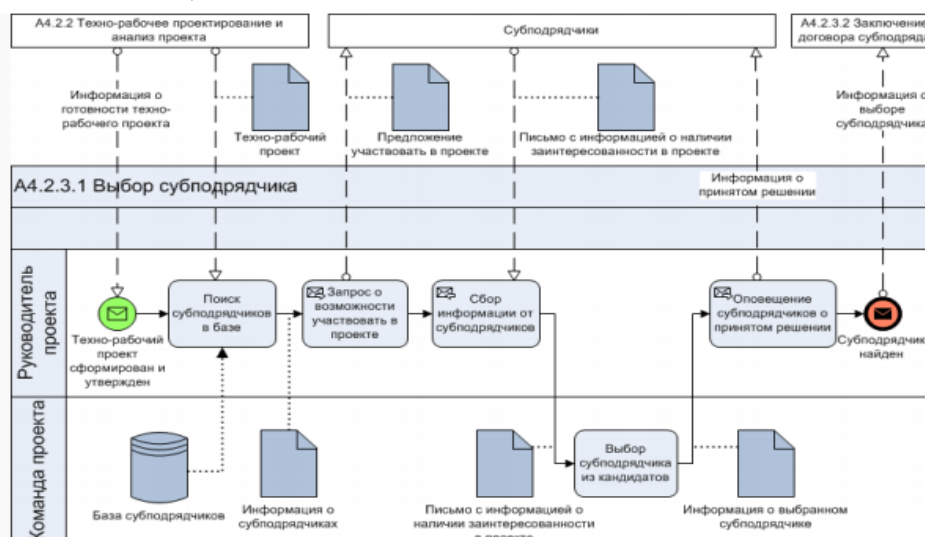 А4.2.2 Техно-рабочее проектирование и
анализ проекта
Субподрядчики
А4.2.3.2 Заключение
договора субподряда
Информация о
готовности техно-
рабочего проекта
Техно-рабочий
проект
Предложение
участвовать в проекте
Письмо с информацией о наличии
заинтересованности в проекте
Информация о
выборе
субподрядчика
А4.2.3.1 Выбор субподрядчика
Информация о
принятом решении
Руководитель
проекта
Техно-рабочий
проект
сформирован и
утвержден
Поиск
субподрядчиков
в базе
Запрос о
возможности
участвовать в
проекте
Сбор
информации от
субподрядчиков
Оповещение
субподрядчиков о
принятом решении
Субподрядчик
найден
Команда проекта
База субподрядчиков
Информация о
субподрядчиках
Письмо с информацией о
наличии заинтересованности
в проекте
Выбор
субподрядчика
из кандидатов
Информация о выбранном
субподрядчике